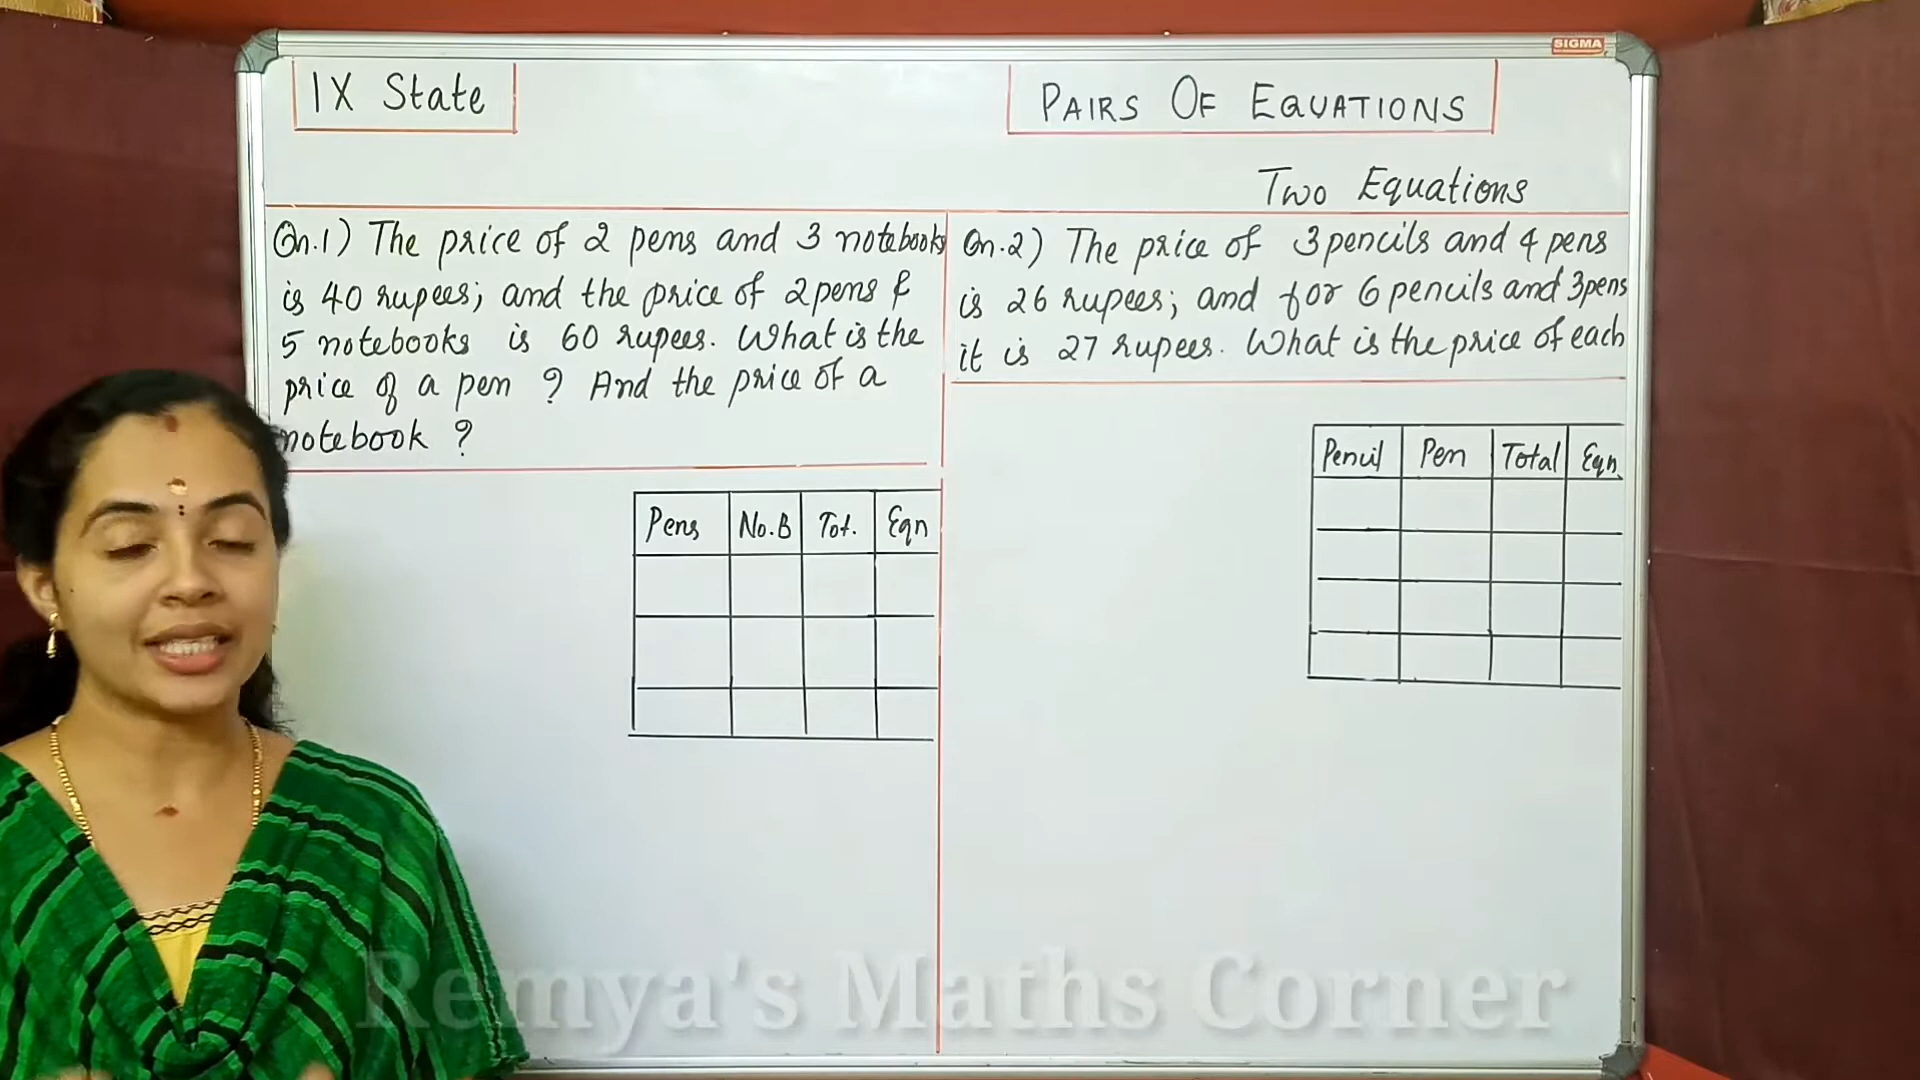 SIGMA
IX State
PAIRS OF EQUATIONS
Two Equations
Qn.1) The price of 2 pens and 3 notebooks
is 40 rupees; and the price of 2 pens &
5 notebooks is 60 rupees. What is the
price of a pen ? And the price of a
notebook ?
Pens No.B Tot. Eqn
Qn.2) The price of 3 pencils and 4 pens
is 26 rupees; and for 6 pencils and 3 pens
it is 27 rupees. What is the price of each
Pencil Pen Total Eqn.
Remya's Maths Corner